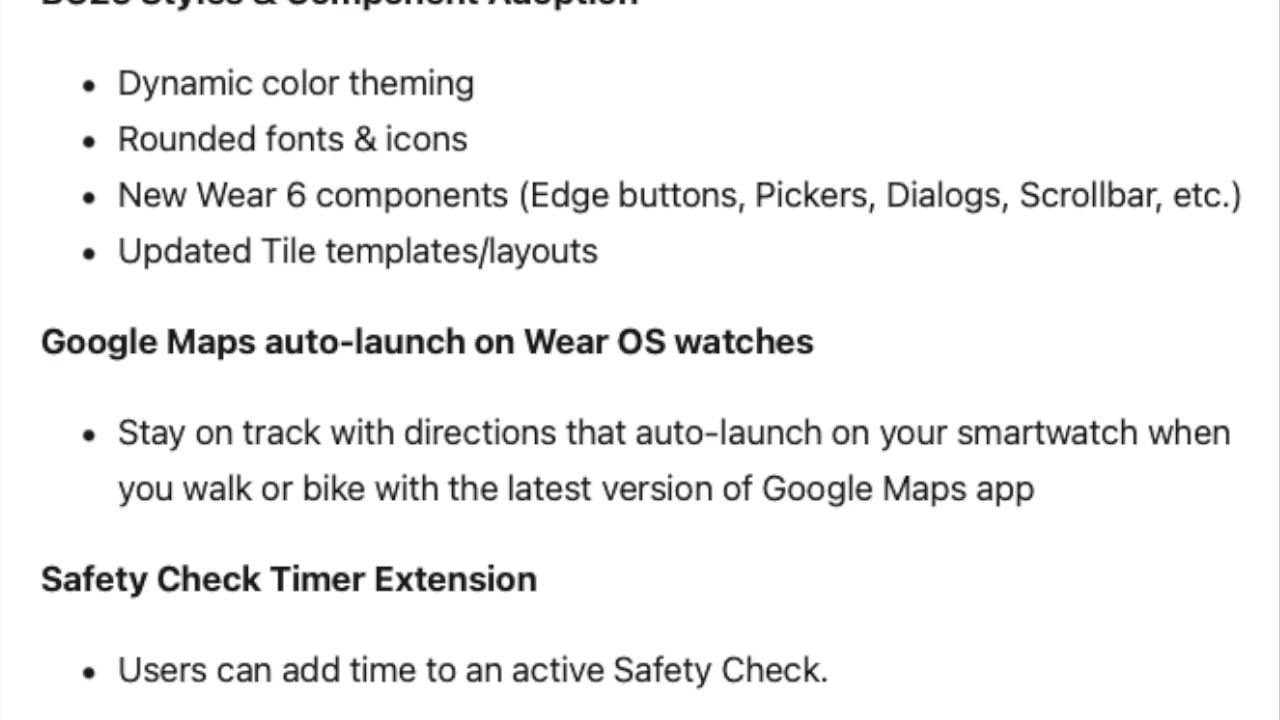 Styles & Component Adoption
• Dynamic color theming
• Rounded fonts & icons
• New Wear 6 components (Edge buttons, Pickers, Dialogs, Scrollbar, etc.)
• Updated Tile templates/layouts
Google Maps auto-launch on Wear OS watches
• Stay on track with directions that auto-launch on your smartwatch when
you walk or bike with the latest version of Google Maps app
Safety Check Timer Extension
• Users can add time to an active Safety Check.